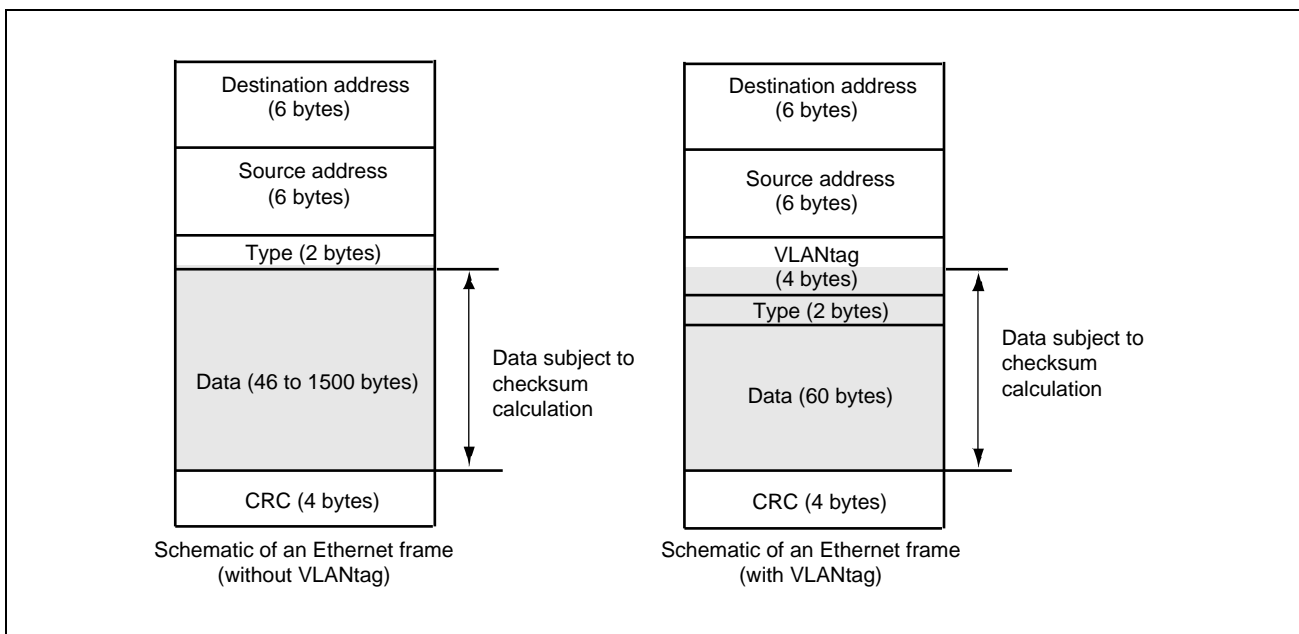 Destination address
(6 bytes)
Source address
(6 bytes)
Type (2 bytes)
Data (46 to 1500 bytes)
CRC (4 bytes)
Data subject to
checksum
calculation
Schematic of an Ethernet frame
(without VLANtag)
Destination address
(6 bytes)
Source address
(6 bytes)
VLANtag
(4 bytes)
Type (2 bytes)
Data (60 bytes)
CRC (4 bytes)
Data subject to
checksum
calculation
Schematic of an Ethernet frame
(with VLANtag)